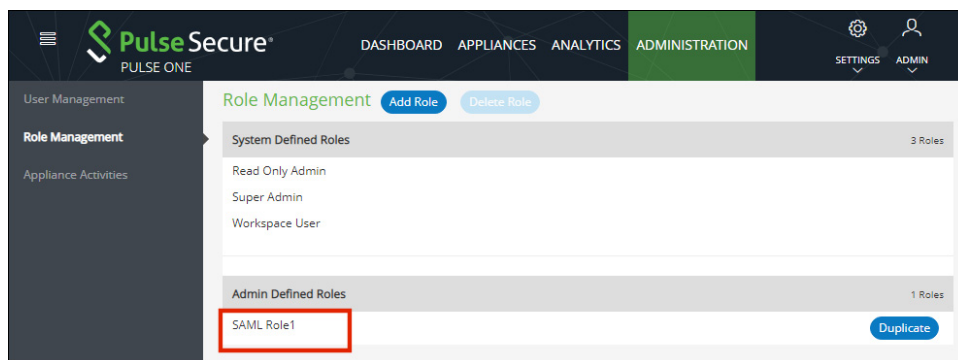 Pulse Secure®
PULSE ONE
DASHBOARD APPLIANCES ANALYTICS ADMINISTRATION
SETTINGS ADMIN
User Management
Role Management
Appliance Activities
Role Management Add Role Delete Role
System Defined Roles 3 Roles
Read Only Admin
Super Admin
Workspace User
Admin Defined Roles 1 Roles
SAML Role1 Duplicate